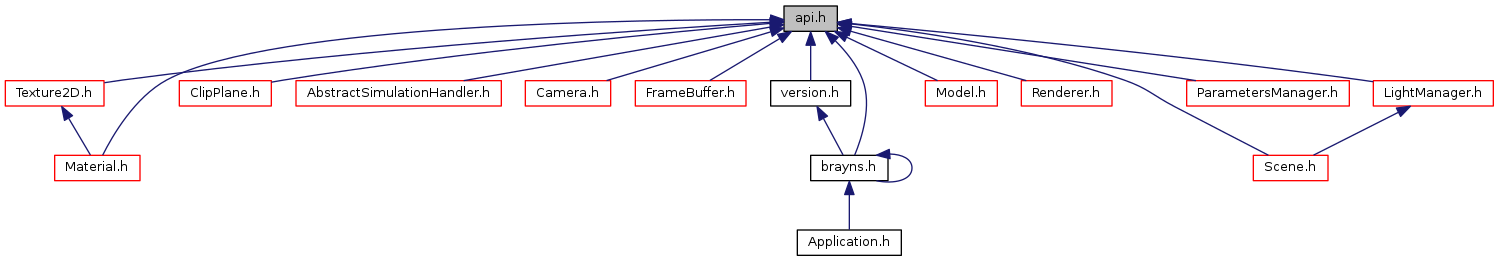 api.h
Texture2D.h
ClipPlane.h
AbstractSimulationHandler.h
Camera.h
FrameBuffer.h
version.h
Model.h
Renderer.h
ParametersManager.h
LightManager.h
Material.h
brayns.h
Scene.h
Application.h